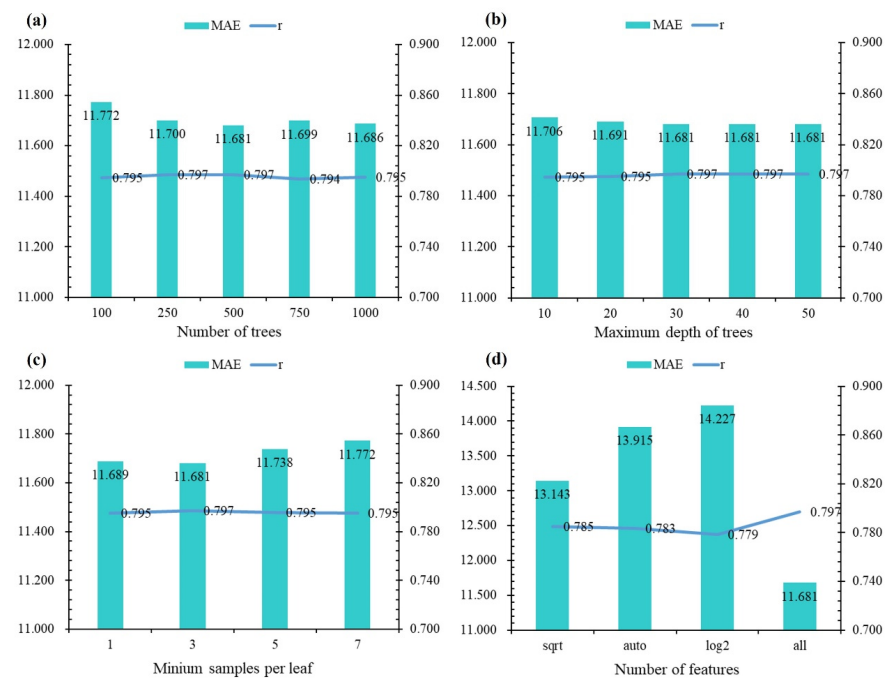 (a)
MAE r
12.000 0.900
11.800 0.860
11.600 0.820
11.400 0.780
11.200 0.740
11.000 0.700
11.772 11.700 11.681 11.699 11.686
0.795 0.797 0.797 0.794 0.795
100 250 500 750 1000
Number of trees
(b)
MAE r
12.000 0.900
11.800 0.860
11.600 0.820
11.400 0.780
11.200 0.740
11.000 0.700
11.706 11.691 11.681 11.681 11.681
0.795 0.795 0.797 0.797 0.797
10 20 30 40 50
Maximum depth of trees
(c)
MAE r
12.000 0.900
11.800 0.860
11.600 0.820
11.400 0.780
11.200 0.740
11.000 0.700
11.689 11.681 11.738 11.772
0.795 0.797 0.795 0.795
1 3 5 7
Minium samples per leaf
(d)
MAE r
14.500 0.900
14.000 0.860
13.500 0.820
13.000 0.780
12.500 0.740
12.000 0.700
11.500
11.000
13.143 13.915 14.227 11.681
0.785 0.783 0.779 0.797
sqrt auto log2 all
Number of features